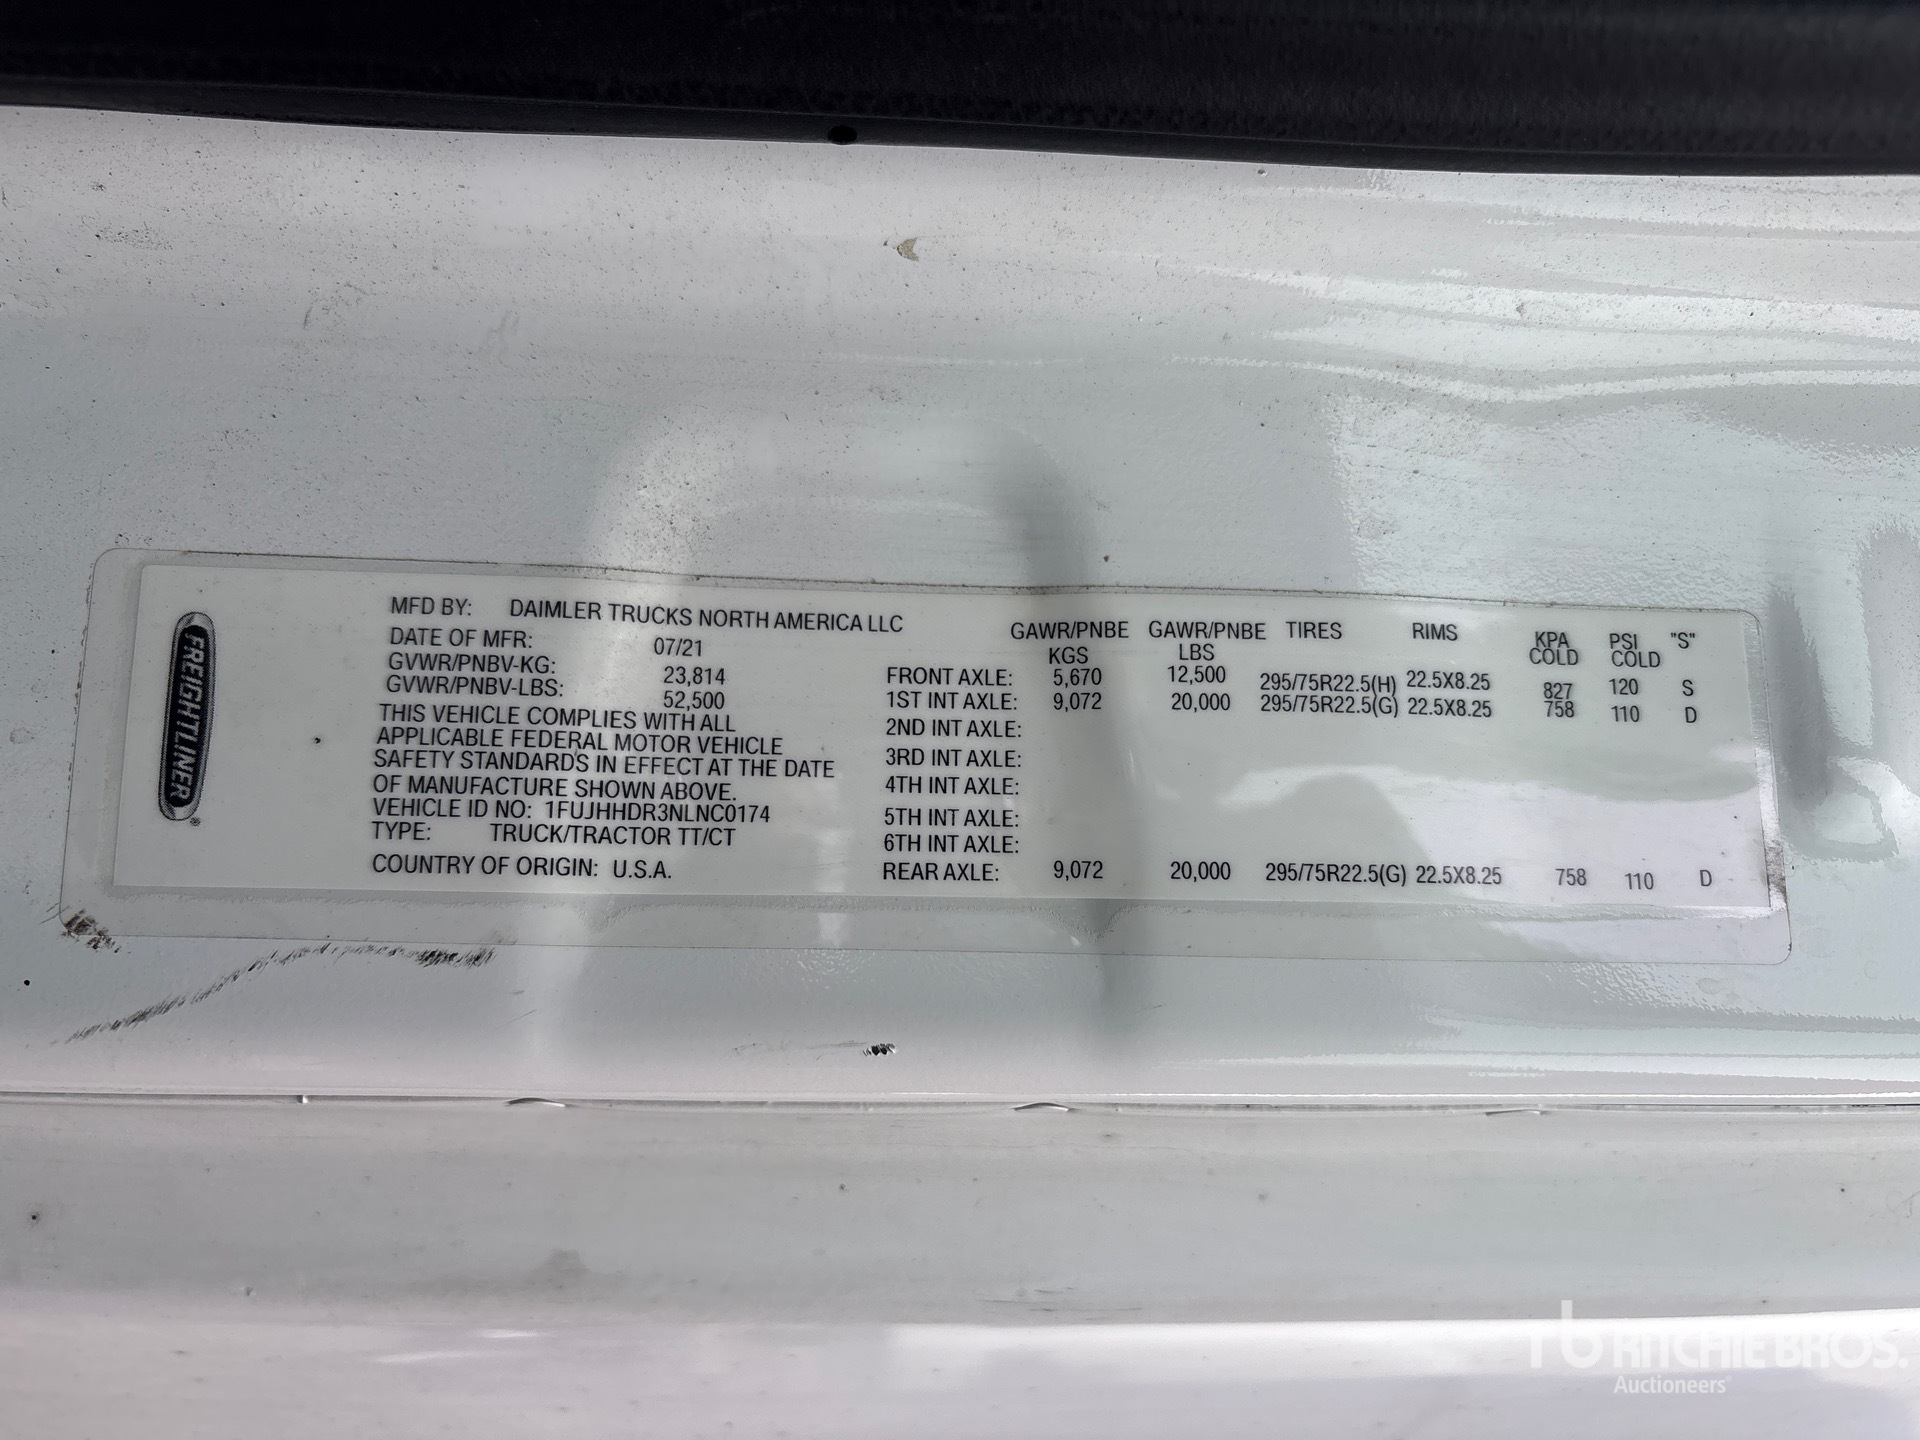 FREIGHTLINER®
MFD BY: DAIMLER TRUCKS NORTH AMERICA LLC
DATE OF MFR: 07/21
GVWR/PNBV-KG: 23,814
GVWR/PNBV-LBS: 52,500
THIS VEHICLE COMPLIES WITH ALL
APPLICABLE FEDERAL MOTOR VEHICLE
SAFETY STANDARDS IN EFFECT AT THE DATE
OF MANUFACTURE SHOWN ABOVE.
VEHICLE ID NO: 1FUJHHDR3NLNC0174
TYPE: TRUCK/TRACTOR TT/CT
COUNTRY OF ORIGIN: U.S.A.
GAWR/PNBE GAWR/PNBE TIRES RIMS KPA PSI "S"
KGS LBS COLD COLD
FRONT AXLE: 5,670 12,500 295/75R22.5(H) 22.5X8.25 827 120 S
1ST INT AXLE: 9,072 20,000 295/75R22.5(G) 22.5X8.25 758 110 D
2ND INT AXLE:
3RD INT AXLE:
4TH INT AXLE:
5TH INT AXLE:
6TH INT AXLE:
REAR AXLE: 9,072 20,000 295/75R22.5(G) 22.5X8.25 758 110 D
rb RITCHIE BROS.
Auctioneers